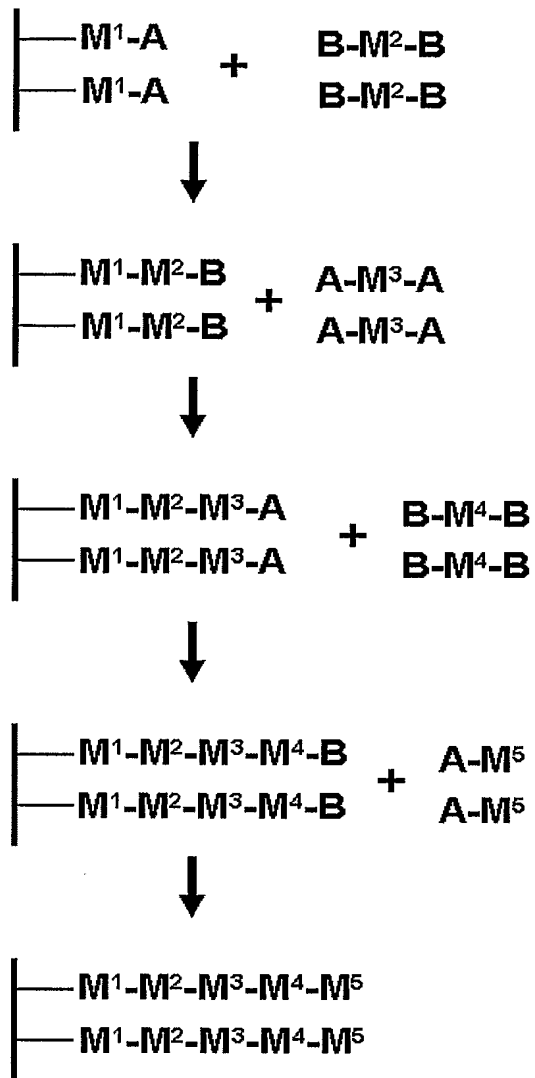 M¹-A + B-M²-B
M¹-A B-M²-B
M¹-M²-B + A-M³-A
M¹-M²-B A-M³-A
M¹-M²-M³-A + B-M⁴-B
M¹-M²-M³-A B-M⁴-B
M¹-M²-M³-M⁴-B + A-M⁵
M¹-M²-M³-M⁴-B A-M⁵
M¹-M²-M³-M⁴-M⁵
M¹-M²-M³-M⁴-M⁵